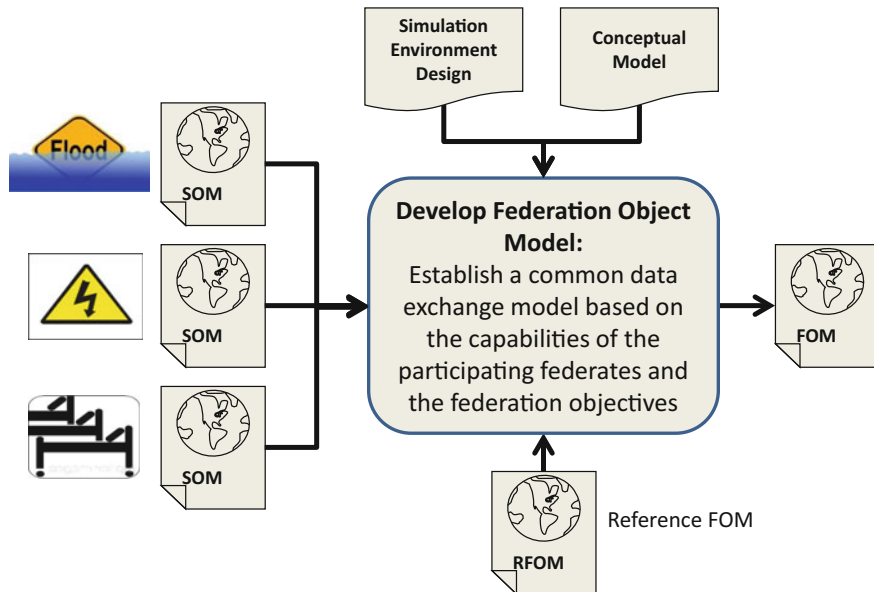 Simulation
Environment
Design
Conceptual
Model
Flood
SOM
SOM
SOM
Develop Federation Object
Model:
Establish a common data
exchange model based on
the capabilities of the
participating federates and
the federation objectives
FOM
RFOM
Reference FOM